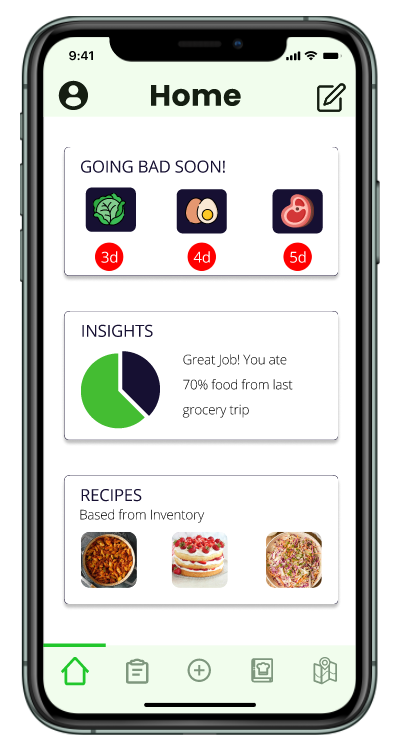 9:41
Home
GOING BAD SOON!
3d 4d 5d
INSIGHTS
Great Job! You ate
70% food from last
grocery trip
RECIPES
Based from Inventory